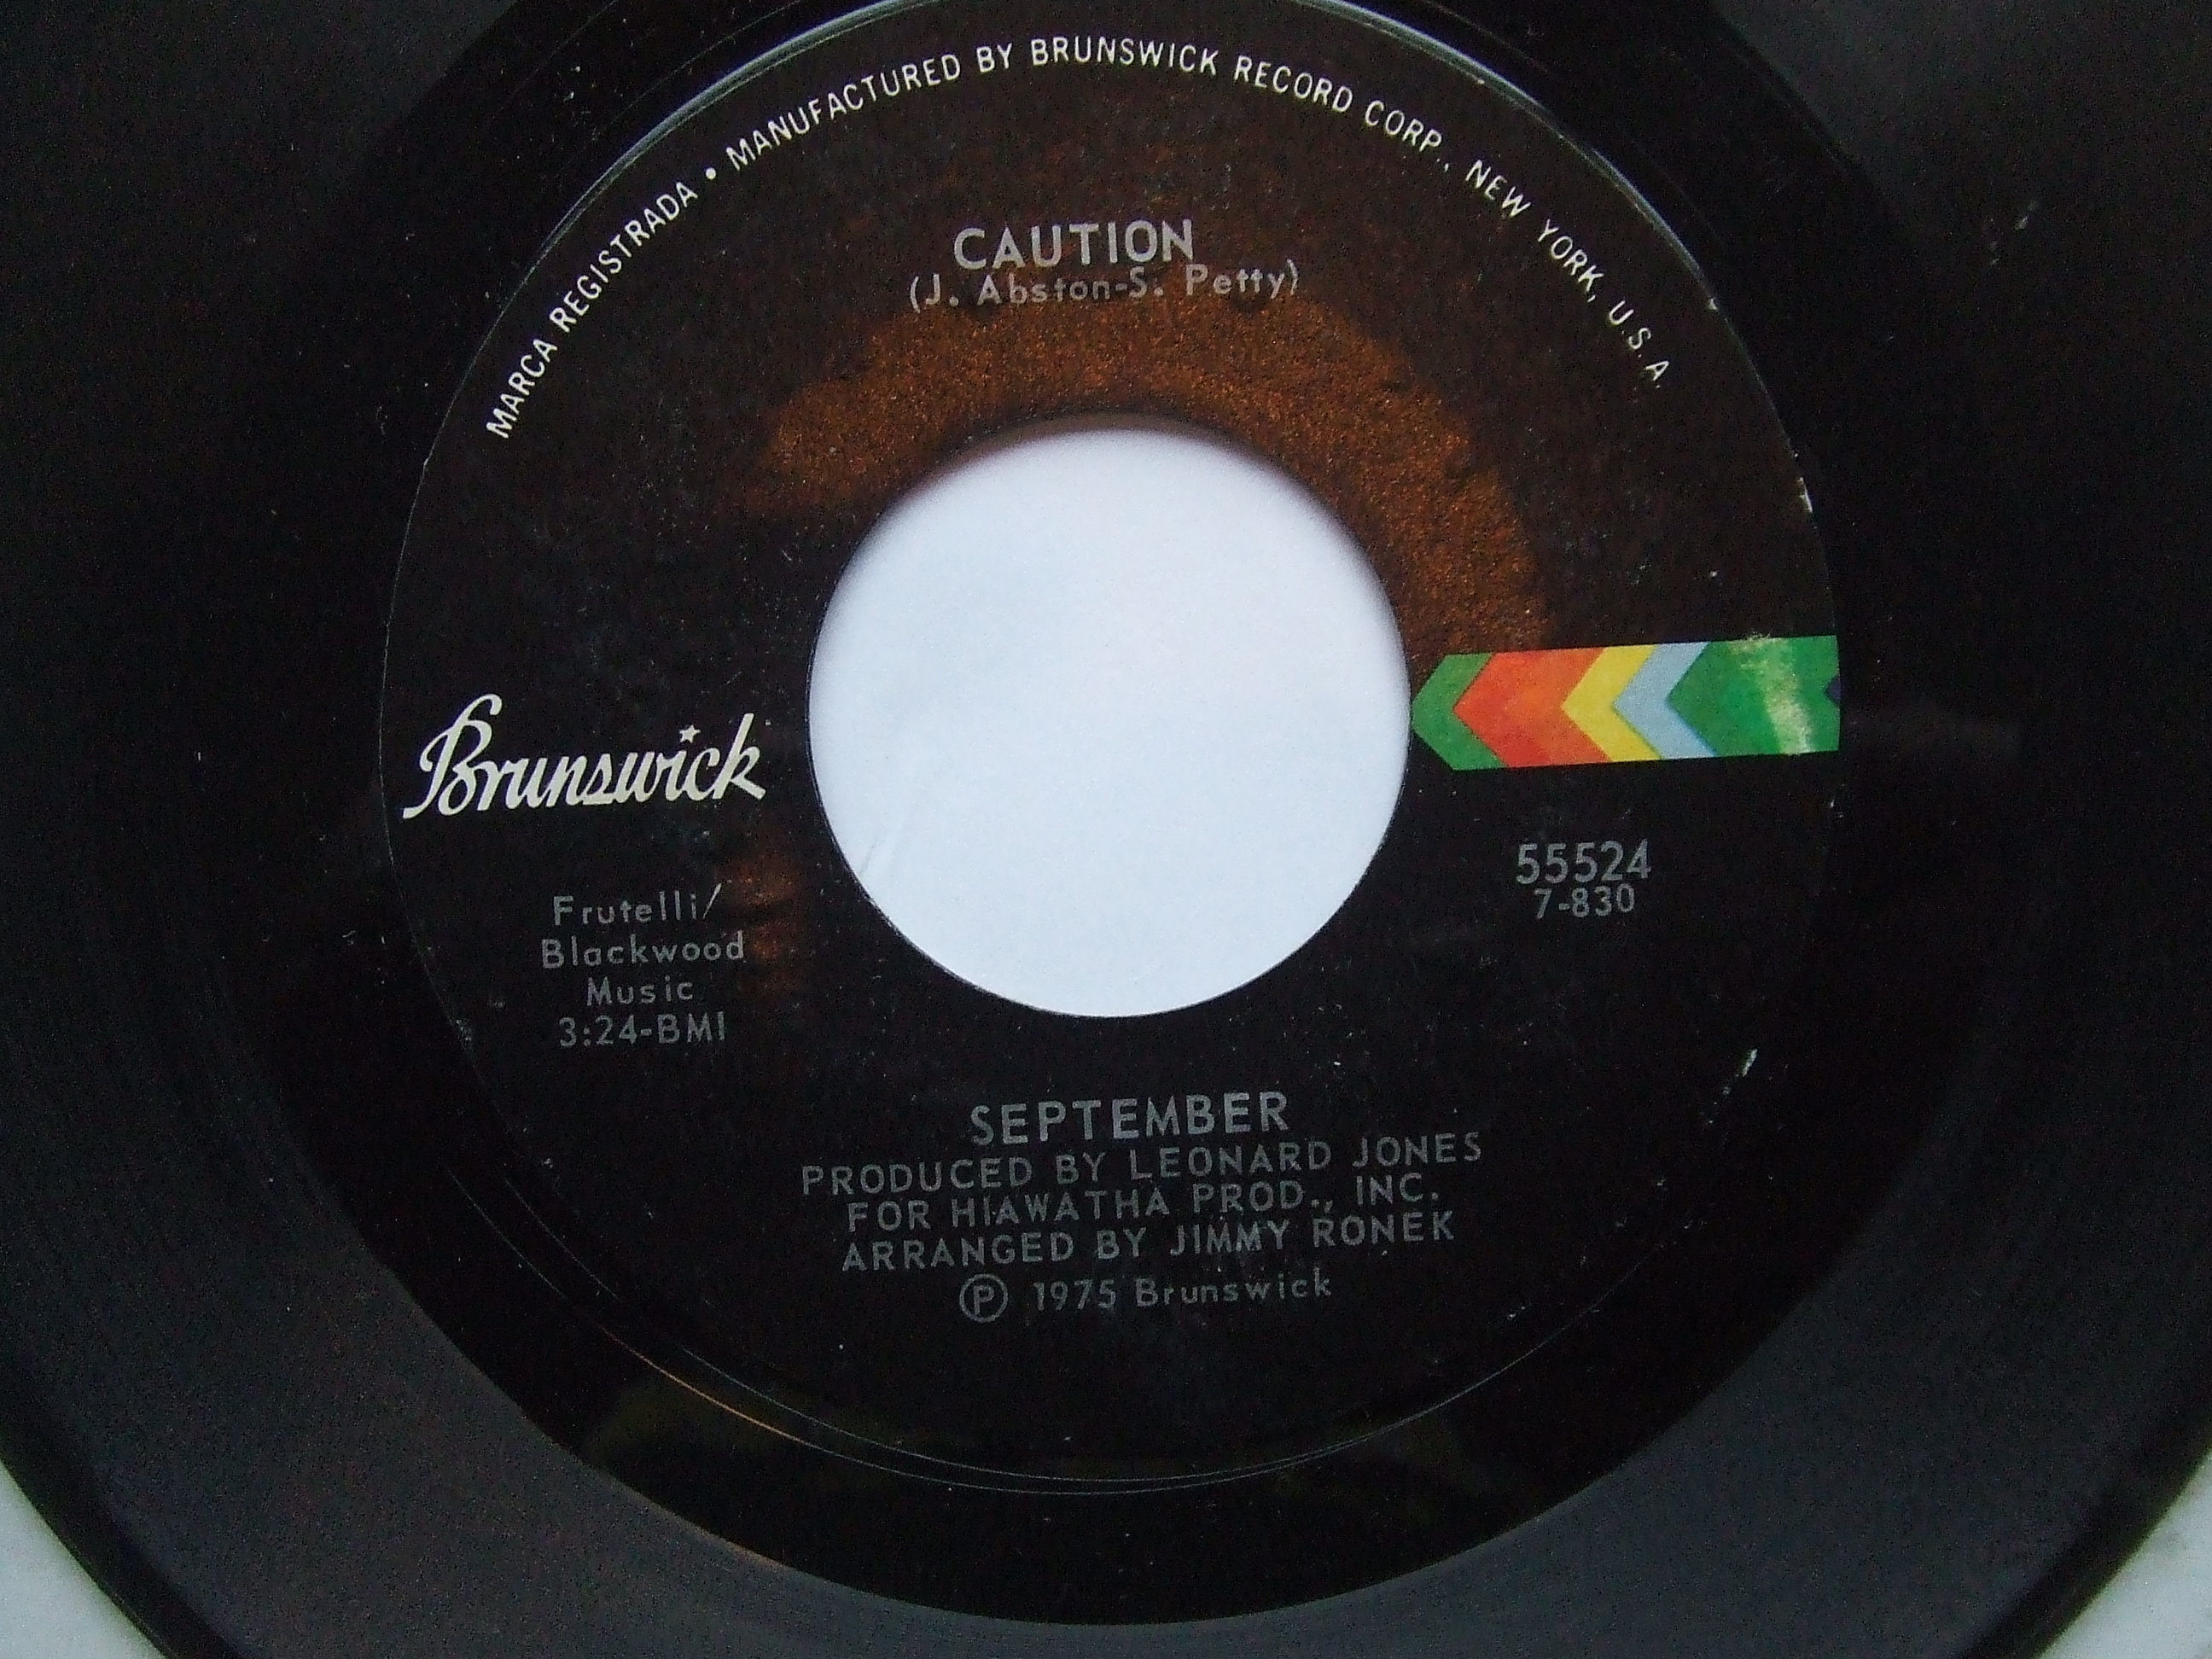 MARCA REGISTRADA • MANUFACTURED BY BRUNSWICK RECORD CORP., NEW YORK, U.S.A.
CAUTION
(J. Abston-S. Petty)
Brunswick
55524
7-830
Frutelli/
Blackwood
Music
3:24-BMI
SEPTEMBER
PRODUCED BY LEONARD JONES
FOR HIAWATHA PROD., INC.
ARRANGED BY JIMMY RONEK
Ⓟ 1975 Brunswick